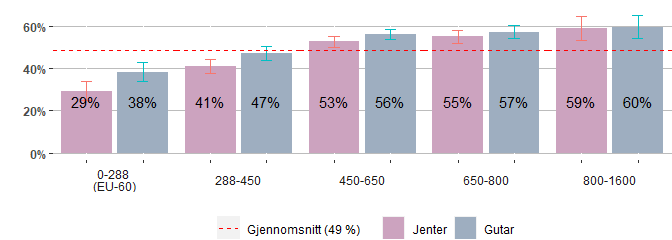 60%
40%
20%
0%
29% 38% 41% 47% 53% 56% 55% 57% 59% 60%
0-288 288-450 450-650 650-800 800-1600
(EU-60)
Gjennomsnitt (49 %) Jenter Gutar